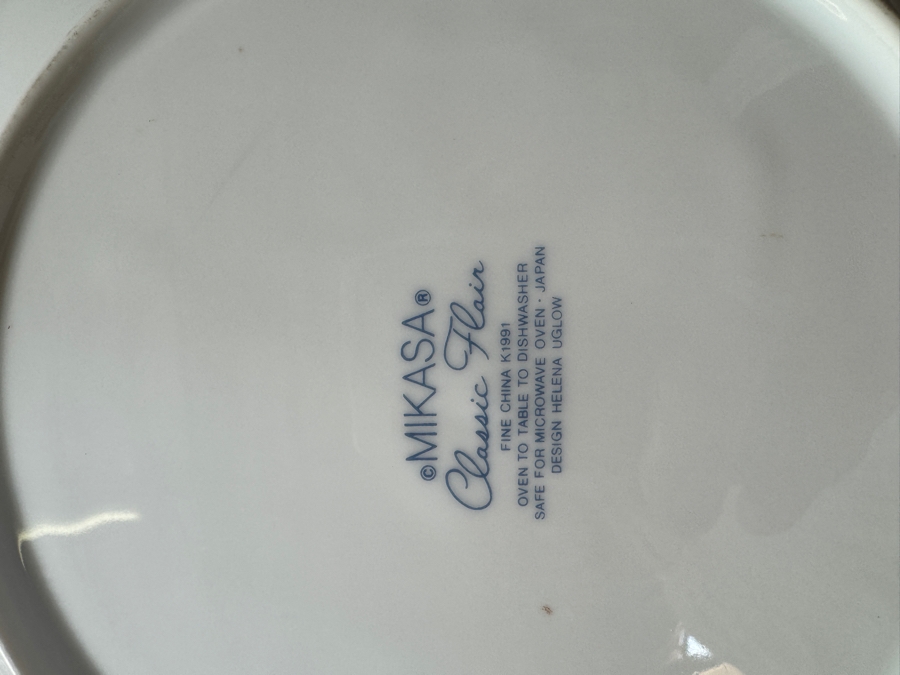 ©MIKASA®
Classic Flair
FINE CHINA K1991
OVEN TO TABLE TO DISHWASHER
SAFE FOR MICROWAVE OVEN · JAPAN
DESIGN HELENA UGLOW